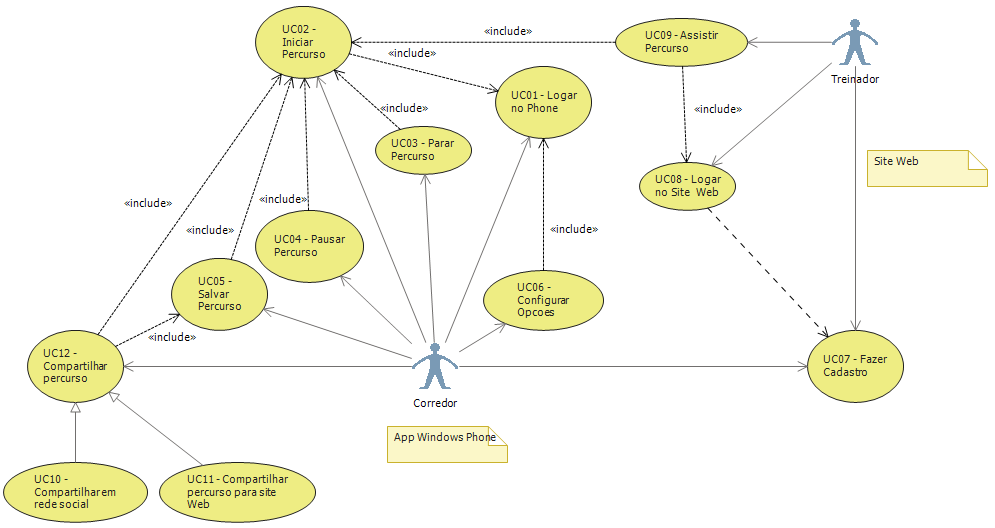 UC02 -
Iniciar
Percurso
«include»
UC09 - Assistir
Percurso
Treinador
«include»
UC01 - Logar
no Phone
«include»
«include»
UC03 - Parar
Percurso
Site Web
UC08 - Logar
no Site Web
«include»
«include»
«include»
«include»
UC04 - Pausar
Percurso
UC05 -
Salvar
Percurso
UC06 -
Configurar
Opcoes
«include»
UC12 -
Compartilhar
percurso
UC07 - Fazer
Cadastro
Corredor
App Windows Phone
UC10 -
Compartilhar em
rede social
UC11 - Compartilhar
percurso para site
Web